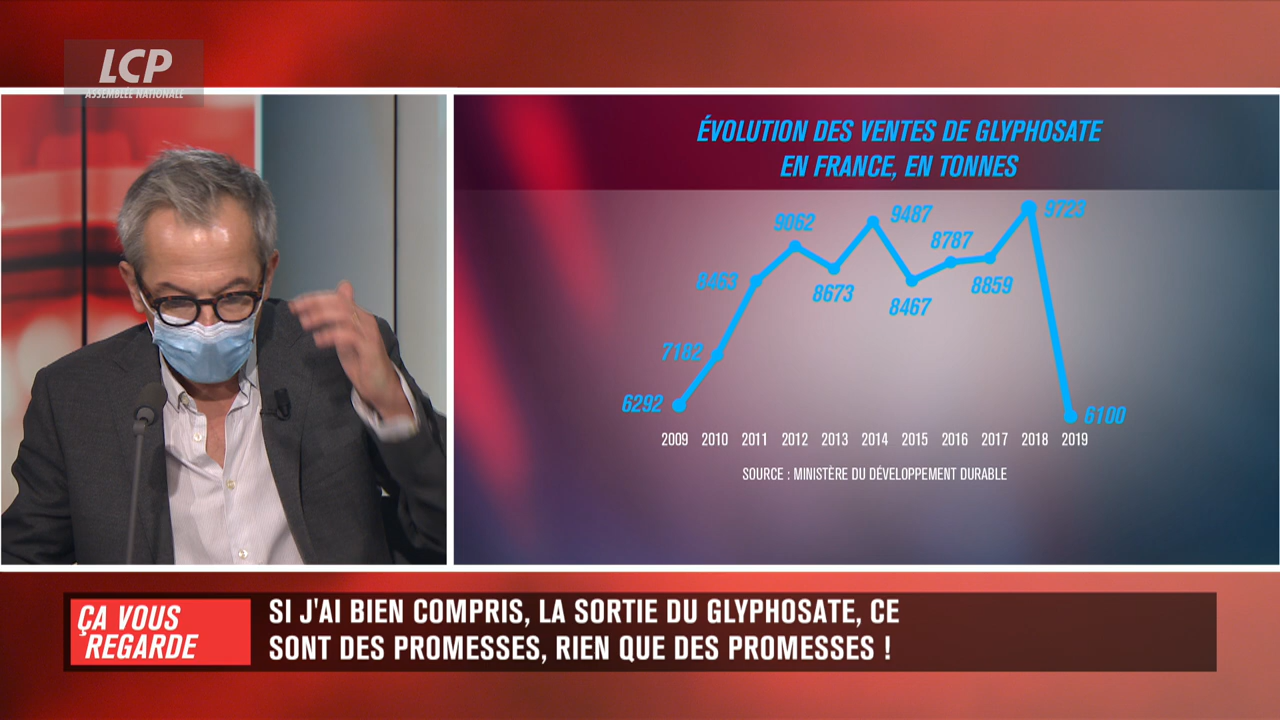 LCP
ASSEMBLÉE NATIONALE
ÉVOLUTION DES VENTES DE GLYPHOSATE
EN FRANCE, EN TONNES
6292
7182
8463
9062
8673
9487
8467
8787
8859
9723
6100
2009 2010 2011 2012 2013 2014 2015 2016 2017 2018 2019
SOURCE : MINISTÈRE DU DÉVELOPPEMENT DURABLE
ÇA VOUS
REGARDE
SI J'AI BIEN COMPRIS, LA SORTIE DU GLYPHOSATE, CE
SONT DES PROMESSES, RIEN QUE DES PROMESSES !